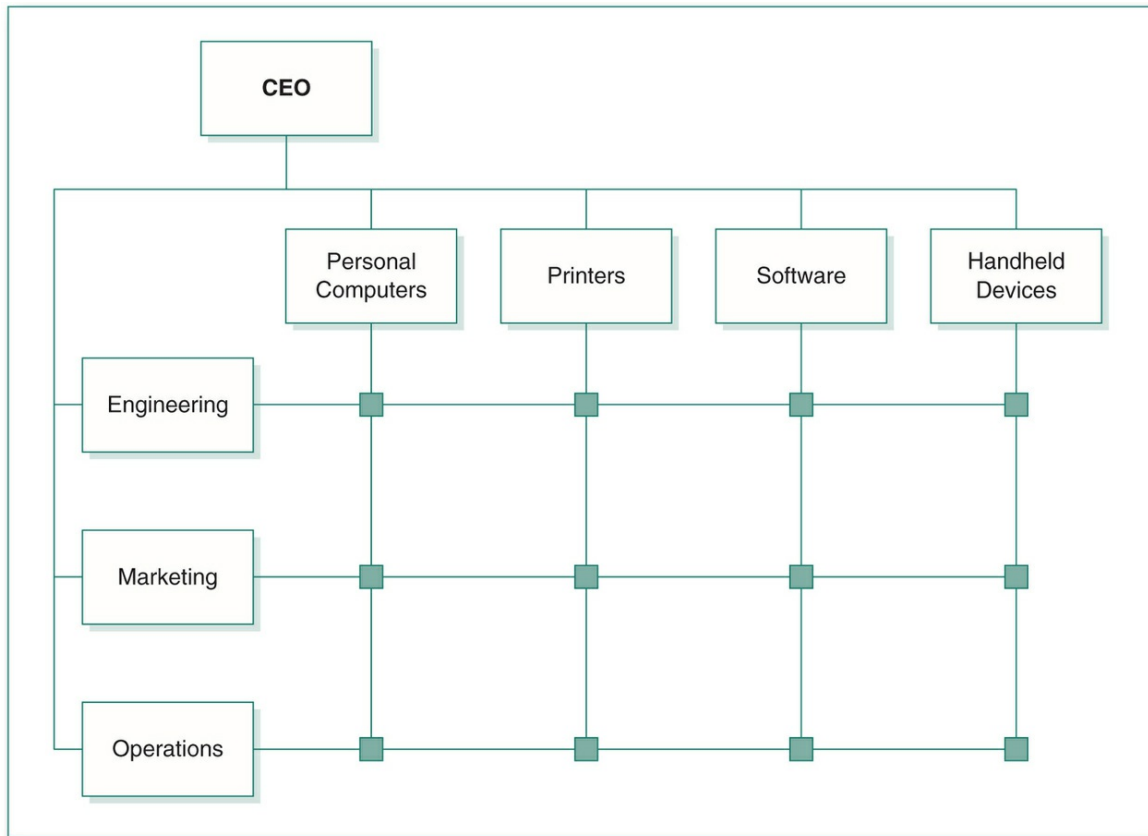 CEO
Personal
Computers
Printers
Software
Handheld
Devices
Engineering
Marketing
Operations